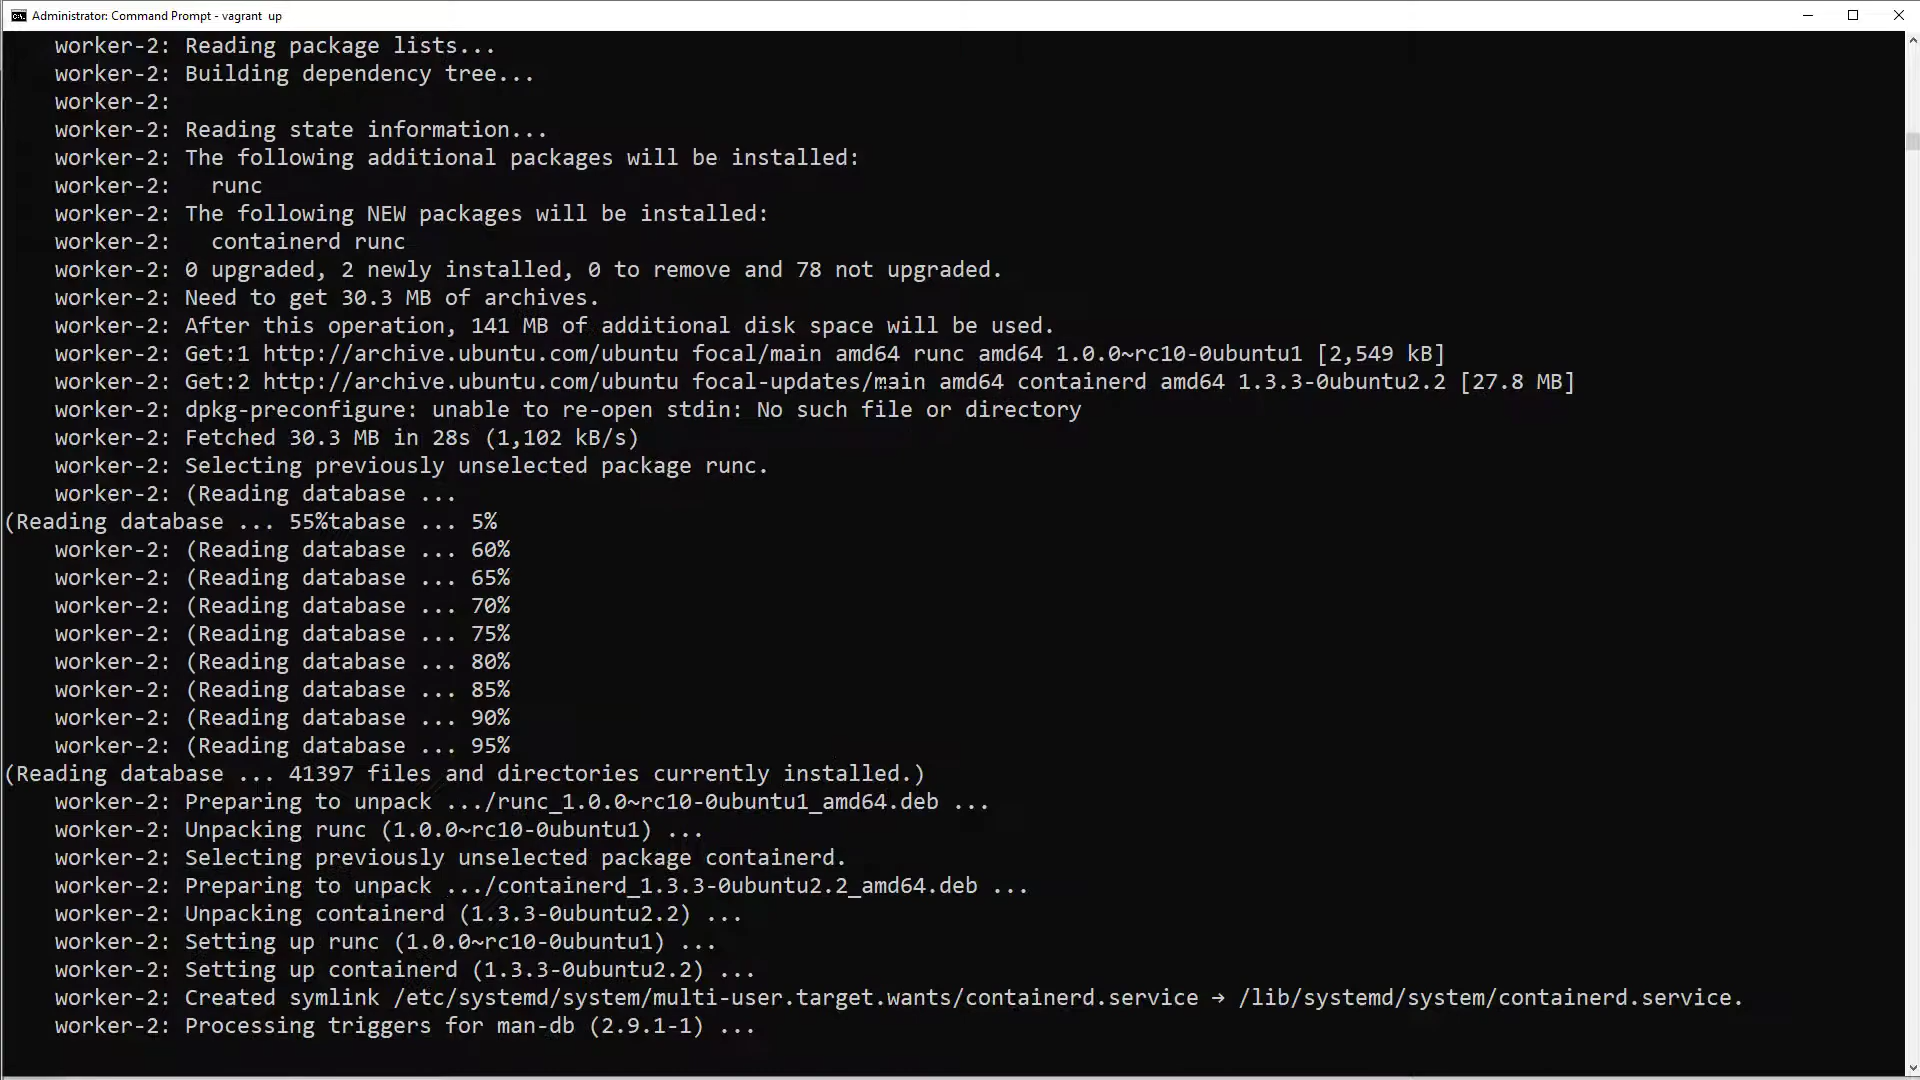 Administrator: Command Prompt - vagrant  up
worker-2: Reading package lists...
worker-2: Building dependency tree...
worker-2:
worker-2: Reading state information...
worker-2: The following additional packages will be installed:
worker-2:   runc
worker-2: The following NEW packages will be installed:
worker-2:   containerd runc
worker-2: 0 upgraded, 2 newly installed, 0 to remove and 78 not upgraded.
worker-2: Need to get 30.3 MB of archives.
worker-2: After this operation, 141 MB of additional disk space will be used.
worker-2: Get:1 http://archive.ubuntu.com/ubuntu focal/main amd64 runc amd64 1.0.0~rc10-0ubuntu1 [2,549 kB]
worker-2: Get:2 http://archive.ubuntu.com/ubuntu focal-updates/main amd64 containerd amd64 1.3.3-0ubuntu2.2 [27.8 MB]
worker-2: dpkg-preconfigure: unable to re-open stdin: No such file or directory
worker-2: Fetched 30.3 MB in 28s (1,102 kB/s)
worker-2: Selecting previously unselected package runc.
worker-2: (Reading database ...
(Reading database ... 55%tabase ... 5%
worker-2: (Reading database ... 60%
worker-2: (Reading database ... 65%
worker-2: (Reading database ... 70%
worker-2: (Reading database ... 75%
worker-2: (Reading database ... 80%
worker-2: (Reading database ... 85%
worker-2: (Reading database ... 90%
worker-2: (Reading database ... 95%
(Reading database ... 41397 files and directories currently installed.)
worker-2: Preparing to unpack .../runc_1.0.0~rc10-0ubuntu1_amd64.deb ...
worker-2: Unpacking runc (1.0.0~rc10-0ubuntu1) ...
worker-2: Selecting previously unselected package containerd.
worker-2: Preparing to unpack .../containerd_1.3.3-0ubuntu2.2_amd64.deb ...
worker-2: Unpacking containerd (1.3.3-0ubuntu2.2) ...
worker-2: Setting up runc (1.0.0~rc10-0ubuntu1) ...
worker-2: Setting up containerd (1.3.3-0ubuntu2.2) ...
worker-2: Created symlink /etc/systemd/system/multi-user.target.wants/containerd.service → /lib/systemd/system/containerd.service.
worker-2: Processing triggers for man-db (2.9.1-1) ...